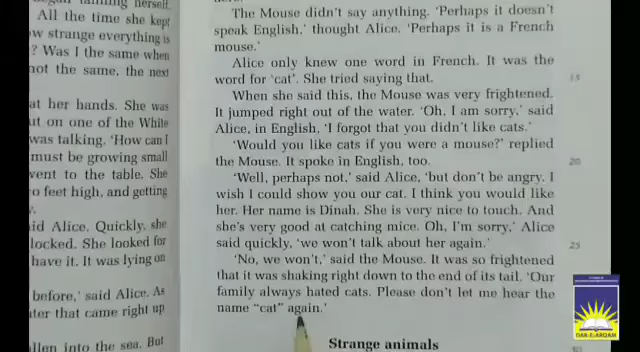 All the time she kept
ow strange everything is
? Was I the same when
not the same, the next
at her hands. She was
ut on one of the White
was talking. 'How can I
must be growing small
vent to the table. She
o feet high, and getting
id Alice. Quickly, she
locked. She looked for
have it. It was lying on
before,' said Alice. As
ater that came right up
allen into the sea. But
The Mouse didn't say anything. 'Perhaps it doesn't
speak English,' thought Alice. 'Perhaps it is a French
mouse.'
Alice only knew one word in French. It was the
word for 'cat'. She tried saying that.
15
When she said this, the Mouse was very frightened.
It jumped right out of the water. 'Oh, I am sorry,' said
Alice, in English, 'I forgot that you didn't like cats.'
'Would you like cats if you were a mouse?' replied
the Mouse. It spoke in English, too.
20
'Well, perhaps not,' said Alice, 'but don't be angry. I
wish I could show you our cat. I think you would like
her. Her name is Dinah. She is very nice to touch. And
she's very good at catching mice. Oh, I'm sorry,' Alice
said quickly, 'we won't talk about her again.'
25
'No, we won't,' said the Mouse. It was so frightened
that it was shaking right down to the end of its tail. 'Our
family always hated cats. Please don't let me hear the
name "cat" again.'
Strange animals
DAR-E-ARQAM